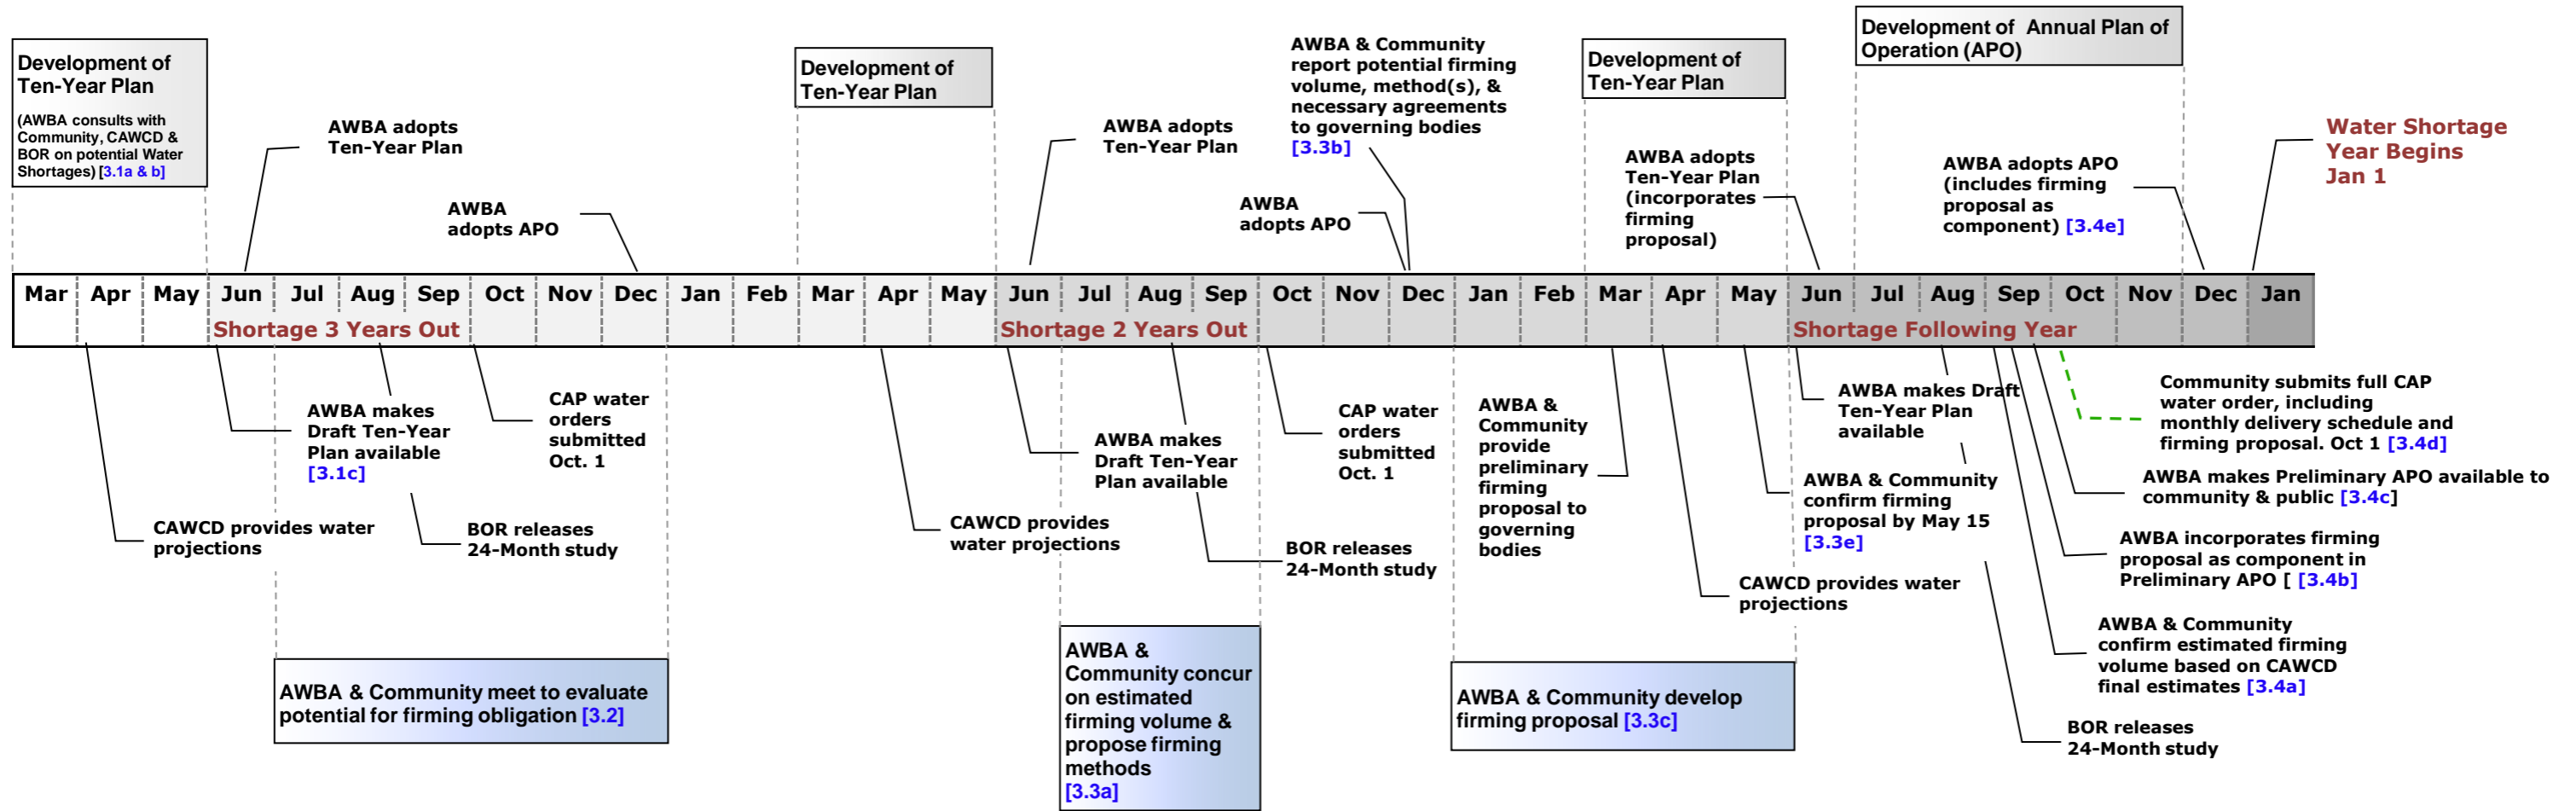 Development of
Ten-Year Plan
(AWBA consults with
Community, CAWCD &
BOR on potential Water
Shortages) [3.1a & b]
AWBA adopts
Ten-Year Plan
AWBA
adopts APO
Development of
Ten-Year Plan
AWBA adopts
Ten-Year Plan
AWBA & Community
report potential firming
volume, method(s), &
necessary agreements
to governing bodies
[3.3b]
AWBA
adopts APO
Development of
Ten-Year Plan
AWBA adopts
Ten-Year Plan
(incorporates
firming
proposal)
Development of Annual Plan of
Operation (APO)
AWBA adopts APO
(includes firming
proposal as
component) [3.4e]
Water Shortage
Year Begins
Jan 1
Mar Apr May Jun Jul Aug Sep Oct Nov Dec Jan Feb Mar Apr May Jun Jul Aug Sep Oct Nov Dec Jan Feb Mar Apr May Jun Jul Aug Sep Oct Nov Dec Jan
Shortage 3 Years Out
Shortage 2 Years Out
Shortage Following Year
CAWCD provides water
projections
AWBA makes
Draft Ten-Year
Plan available
[3.1c]
BOR releases
24-Month study
CAP water
orders
submitted
Oct. 1
AWBA & Community meet to evaluate
potential for firming obligation [3.2]
CAWCD provides
water projections
AWBA makes
Draft Ten-Year
Plan available
BOR releases
24-Month study
CAP water
orders
submitted
Oct. 1
AWBA &
Community concur
on estimated
firming volume &
propose firming
methods
[3.3a]
AWBA &
Community
provide
preliminary
firming
proposal to
governing
bodies
AWBA & Community develop
firming proposal [3.3c]
CAWCD provides water
projections
AWBA & Community
confirm firming
proposal by May 15
[3.3e]
AWBA makes Draft
Ten-Year Plan
available
Community submits full CAP
water order, including
monthly delivery schedule and
firming proposal. Oct 1 [3.4d]
AWBA makes Preliminary APO available to
community & public [3.4c]
AWBA incorporates firming
proposal as component in
Preliminary APO [ [3.4b]
AWBA & Community
confirm estimated firming
volume based on CAWCD
final estimates [3.4a]
BOR releases
24-Month study